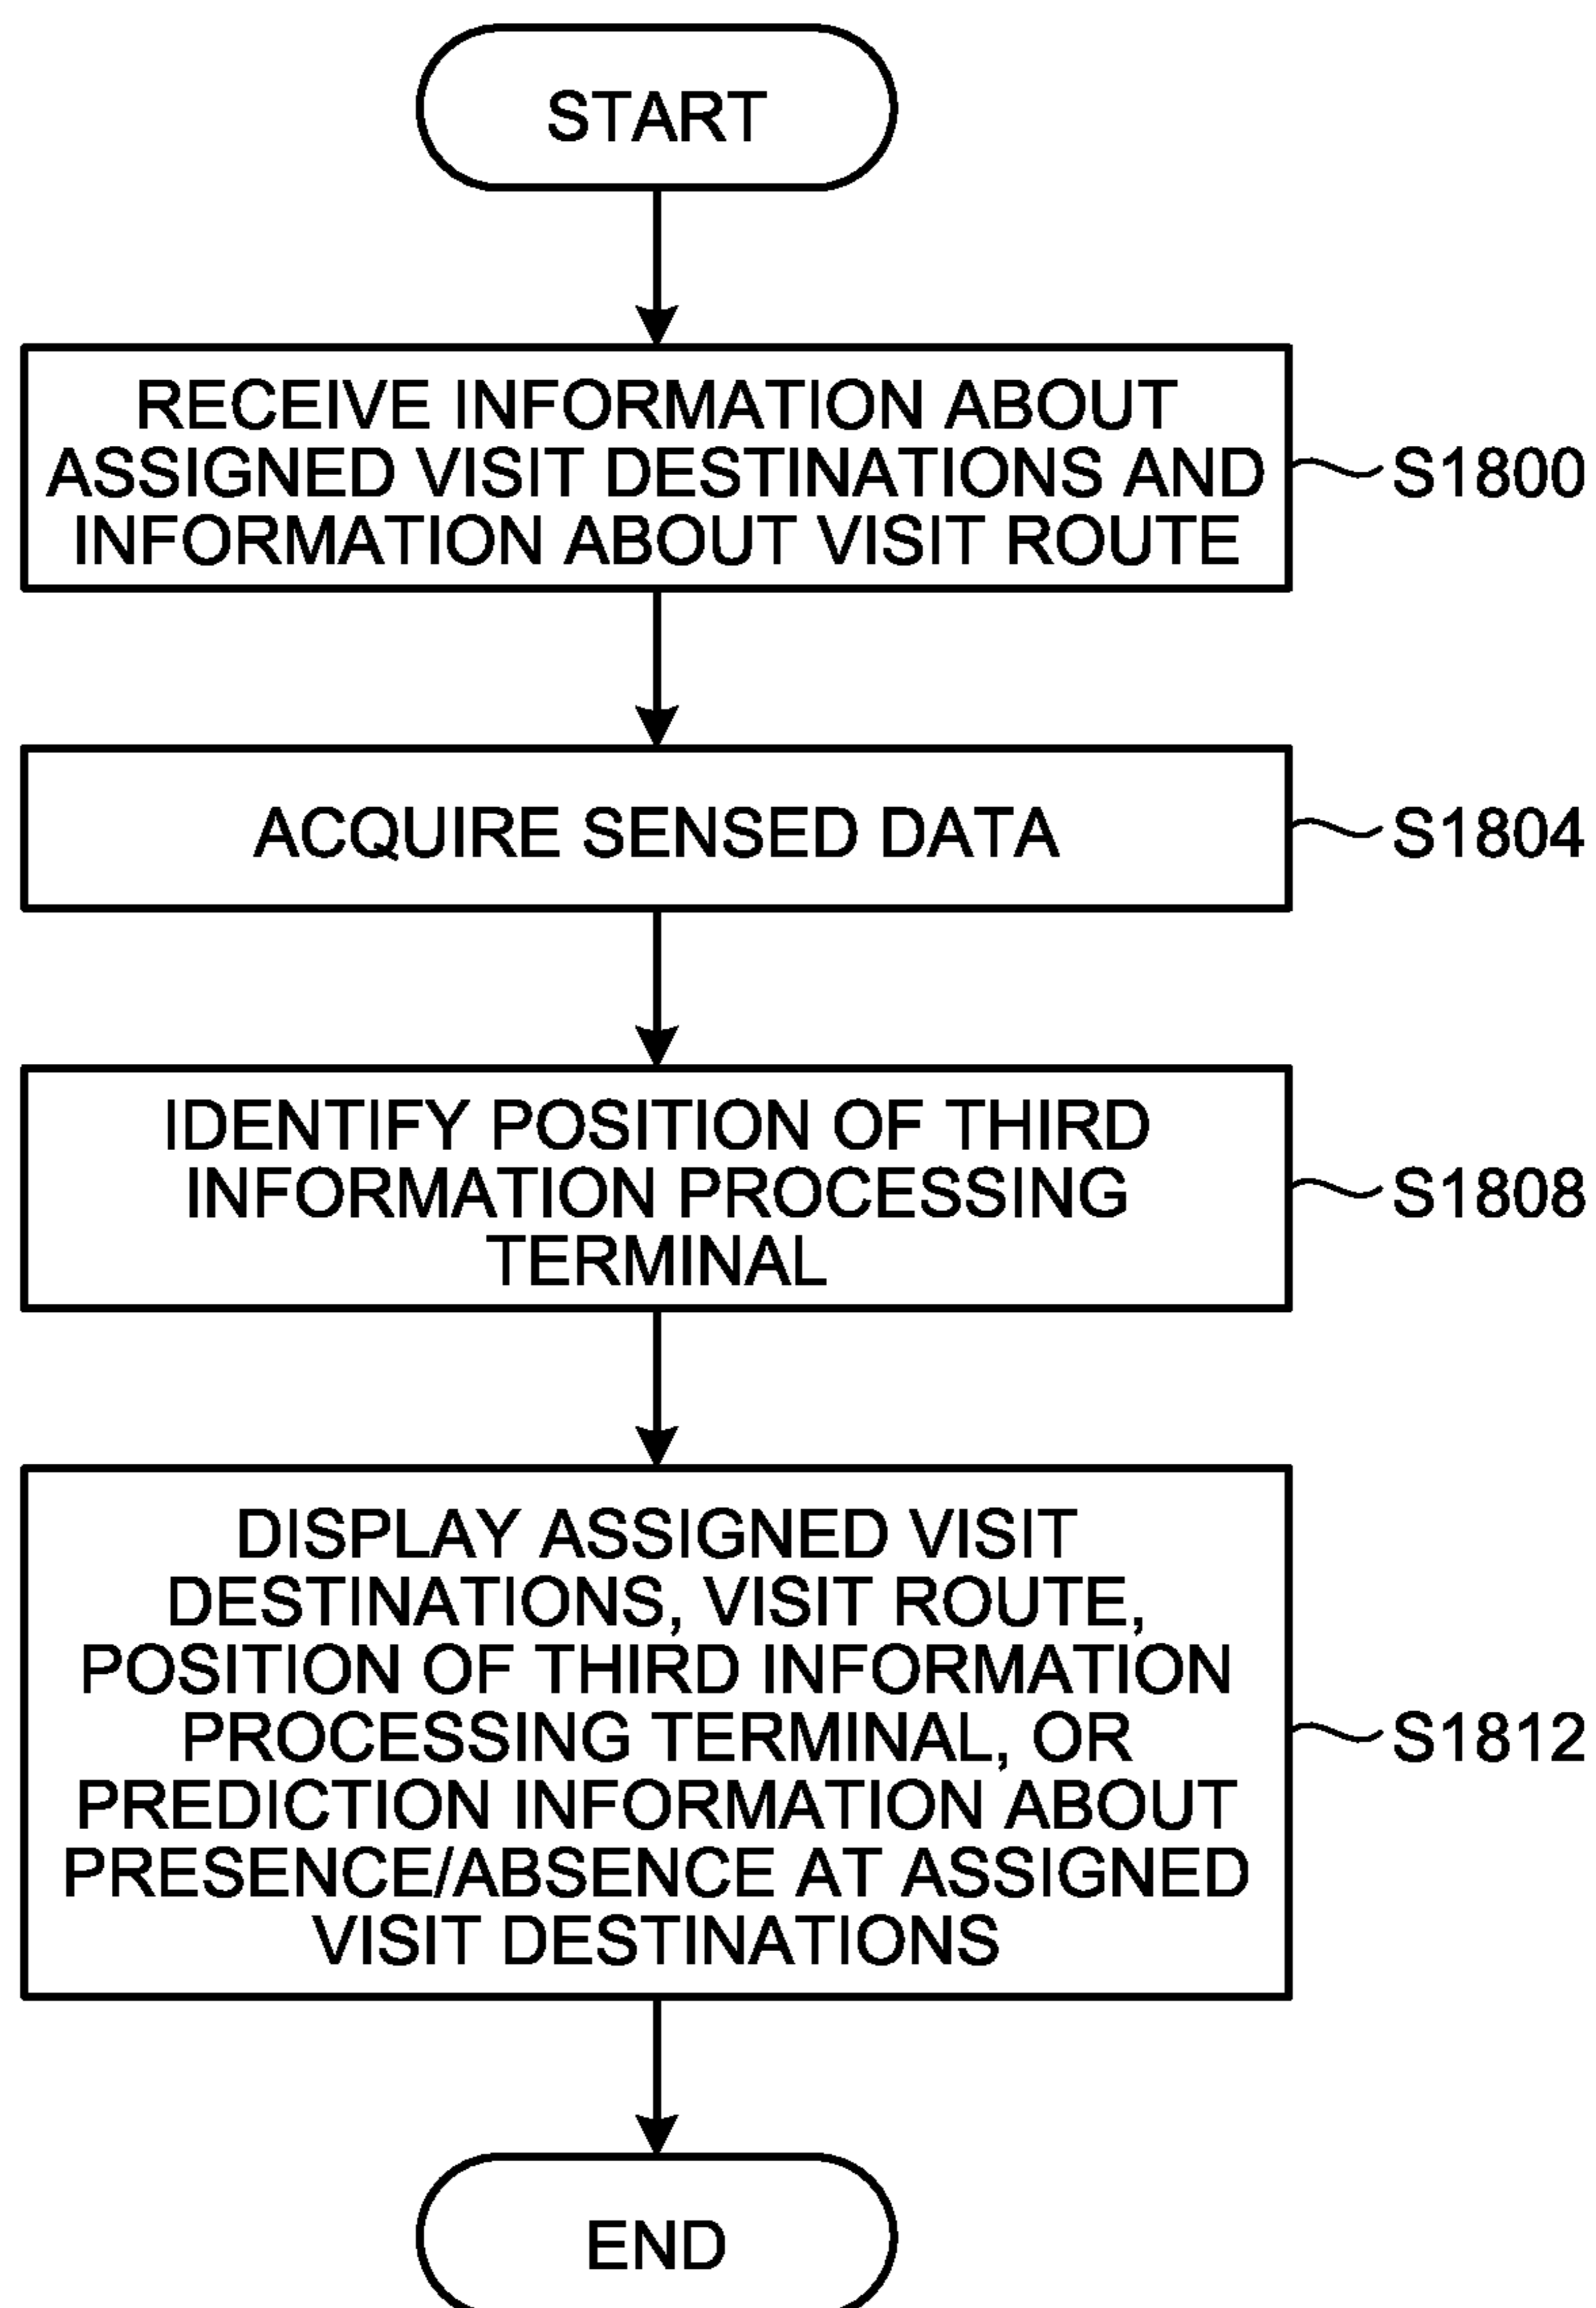 START
RECEIVE INFORMATION ABOUT
ASSIGNED VISIT DESTINATIONS AND
INFORMATION ABOUT VISIT ROUTE
S1800
ACQUIRE SENSED DATA
S1804
IDENTIFY POSITION OF THIRD
INFORMATION PROCESSING
TERMINAL
S1808
DISPLAY ASSIGNED VISIT
DESTINATIONS, VISIT ROUTE,
POSITION OF THIRD INFORMATION
PROCESSING TERMINAL, OR
PREDICTION INFORMATION ABOUT
PRESENCE/ABSENCE AT ASSIGNED
VISIT DESTINATIONS
S1812
END